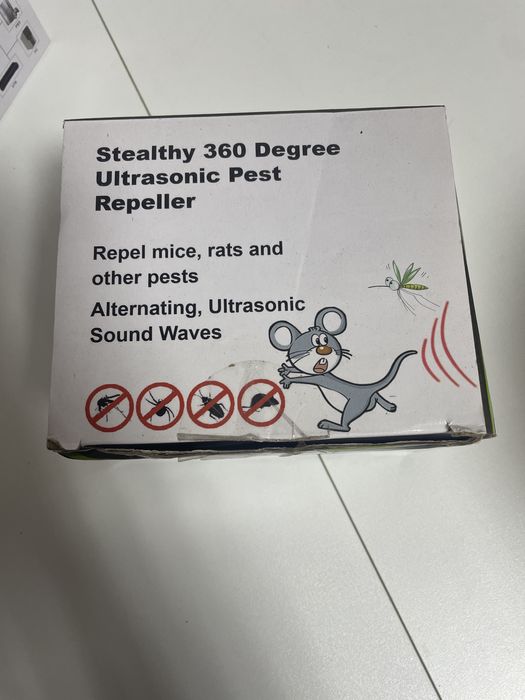 Stealthy 360 Degree
Ultrasonic Pest
Repeller
Repel mice, rats and
other pests
Alternating, Ultrasonic
Sound Waves